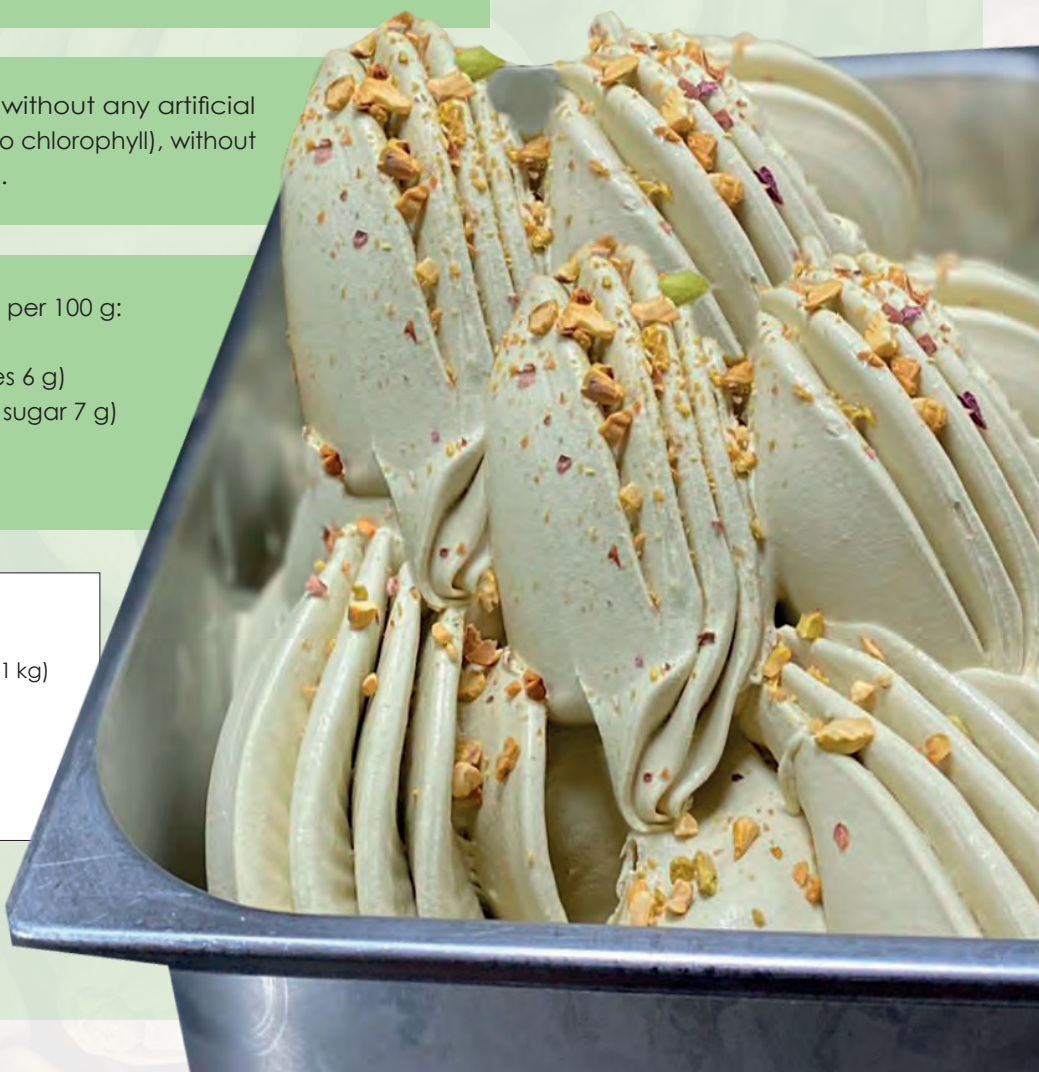 without any artificial
o chlorophyll), without
.
per 100 g:
es 6 g)
sugar 7 g)
1 kg)